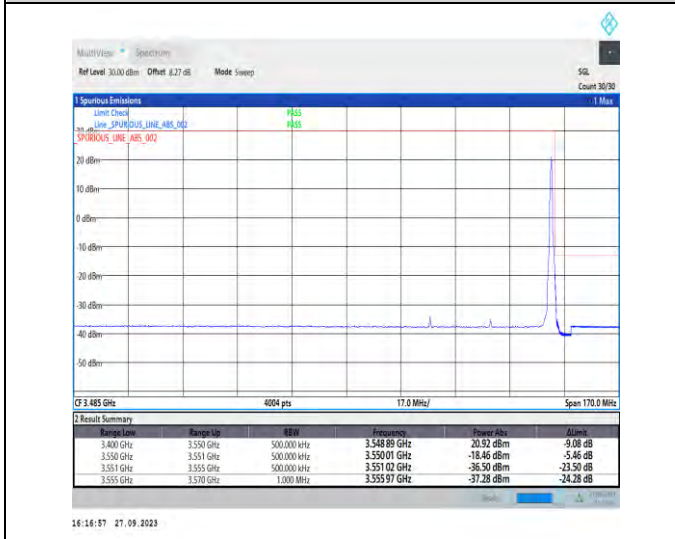 MultiView Spectrum
Ref Level 30.00 dBm Offset 8.27 dB Mode Sweep SGL
Count 30/30
1 Spurious Emissions 1 Max
Limit Check PASS
Line _SPURIOUS_LINE_ABS_002 PASS
_SPURIOUS_LINE_ABS_002
20 dBm
10 dBm
0 dBm
-10 dBm
-20 dBm
-30 dBm
-40 dBm
-50 dBm
CF 3.485 GHz 4004 pts 17.0 MHz/ Span 170.0 MHz
2 Result Summary
Range Low Range Up RBW Frequency Power Abs ΔLimit
3.400 GHz 3.550 GHz 500.000 kHz 3.548 89 GHz 20.92 dBm -9.08 dB
3.550 GHz 3.551 GHz 500.000 kHz 3.550 01 GHz -18.46 dBm -5.46 dB
3.551 GHz 3.555 GHz 500.000 kHz 3.551 02 GHz -36.50 dBm -23.50 dB
3.555 GHz 3.570 GHz 1.000 MHz 3.555 97 GHz -37.28 dBm -24.28 dB
16:16:57 27.09.2023